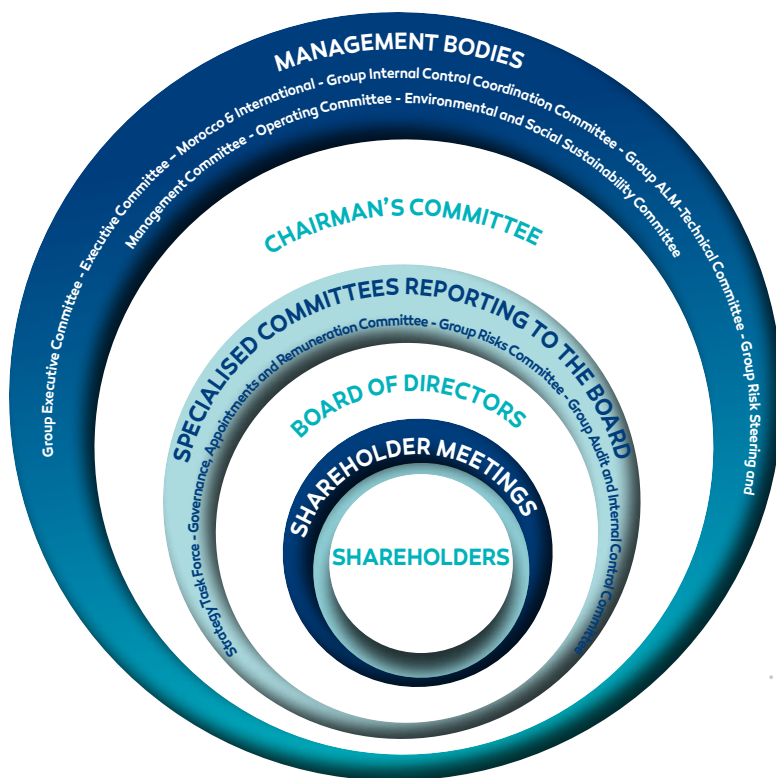 MANAGEMENT BODIES
Group Executive Committee - Executive Committee – Morocco & International - Group Internal Control Coordination Committee - Group ALM-Technical Committee - Group Risk Steering and
Management Committee - Operating Committee - Environmental and Social Sustainability Committee
CHAIRMAN'S COMMITTEE
SPECIALISED COMMITTEES REPORTING TO THE BOARD
Strategy Task Force - Governance, Appointments and Remuneration Committee - Group Risks Committee - Group Audit and Internal Control Committee
BOARD OF DIRECTORS
SHAREHOLDER MEETINGS
SHAREHOLDERS